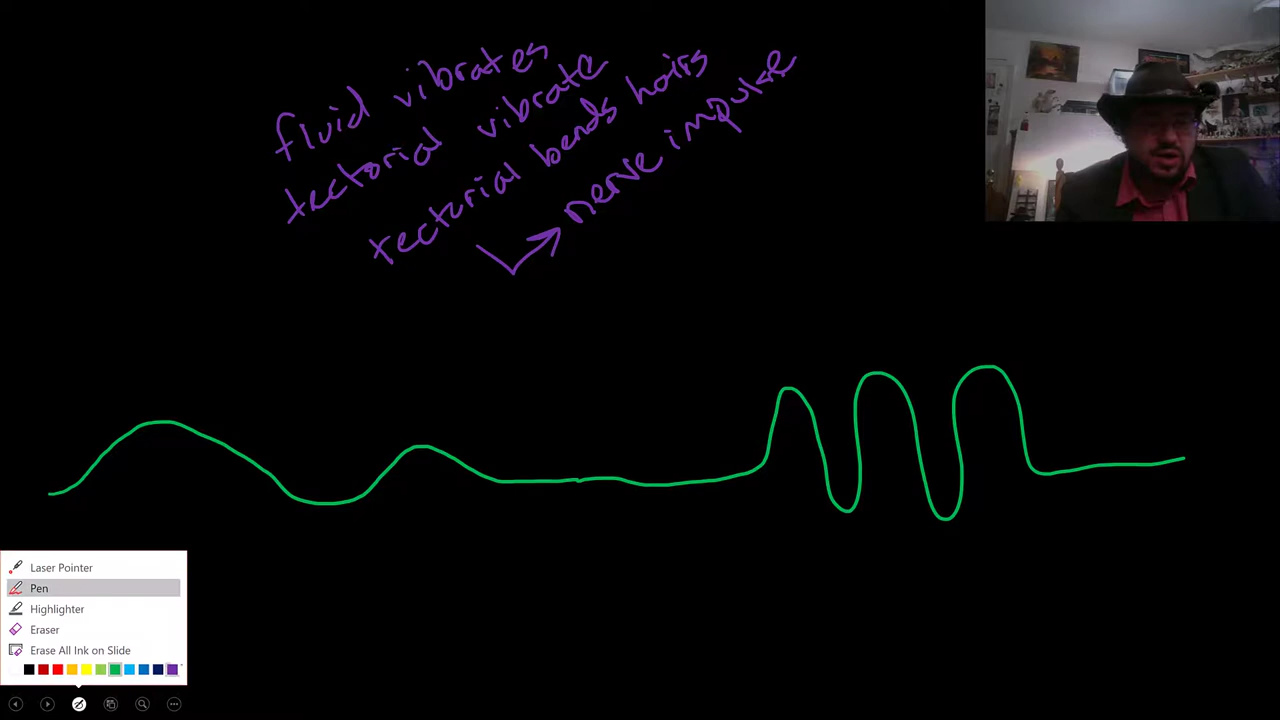 fluid vibrates
tectorial vibrate
tectorial bends hairs
nerve impulse
Laser Pointer
Pen
Highlighter
Eraser
Erase All Ink on Slide